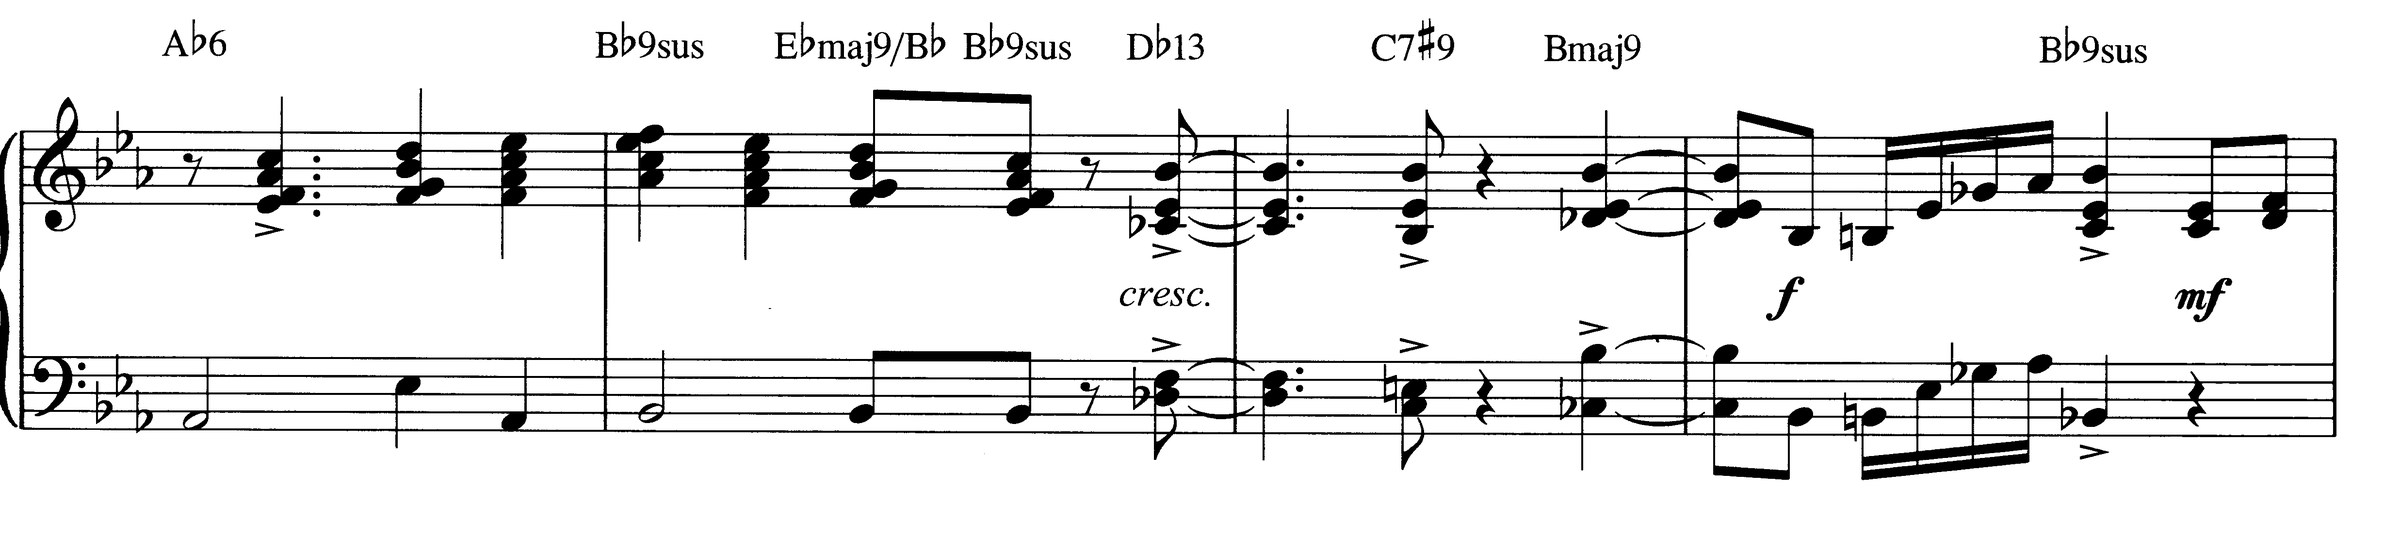 A♭6 B♭9sus E♭maj9/B♭ B♭9sus D♭13 C7♯9 Bmaj9 B♭9sus
cresc. f mf